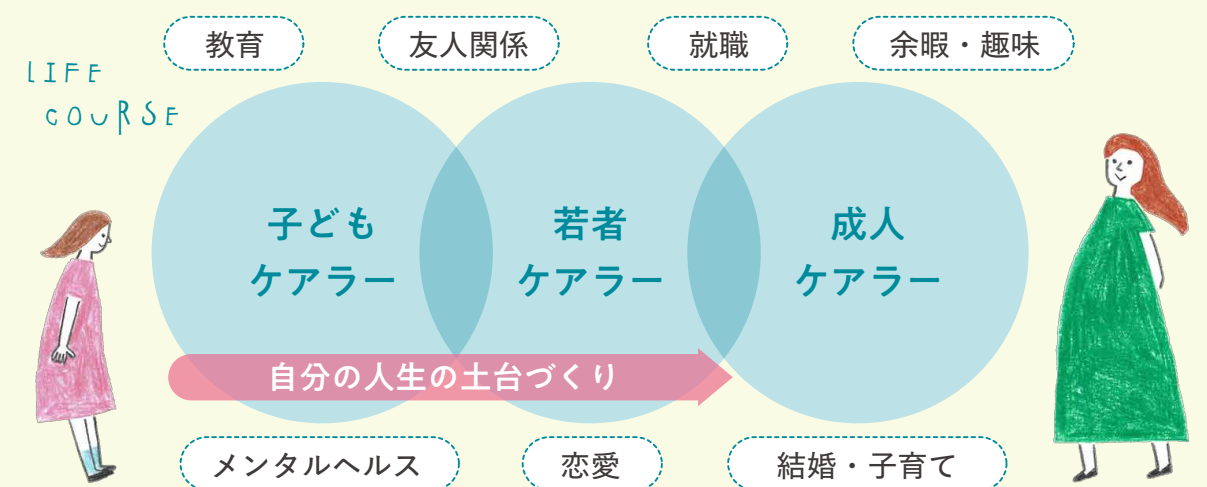 教育
友人関係
就職
余暇・趣味
LIFE
COURSE
子ども
ケアラー
若者
ケアラー
成人
ケアラー
自分の人生の土台づくり
メンタルヘルス
恋愛
結婚・子育て